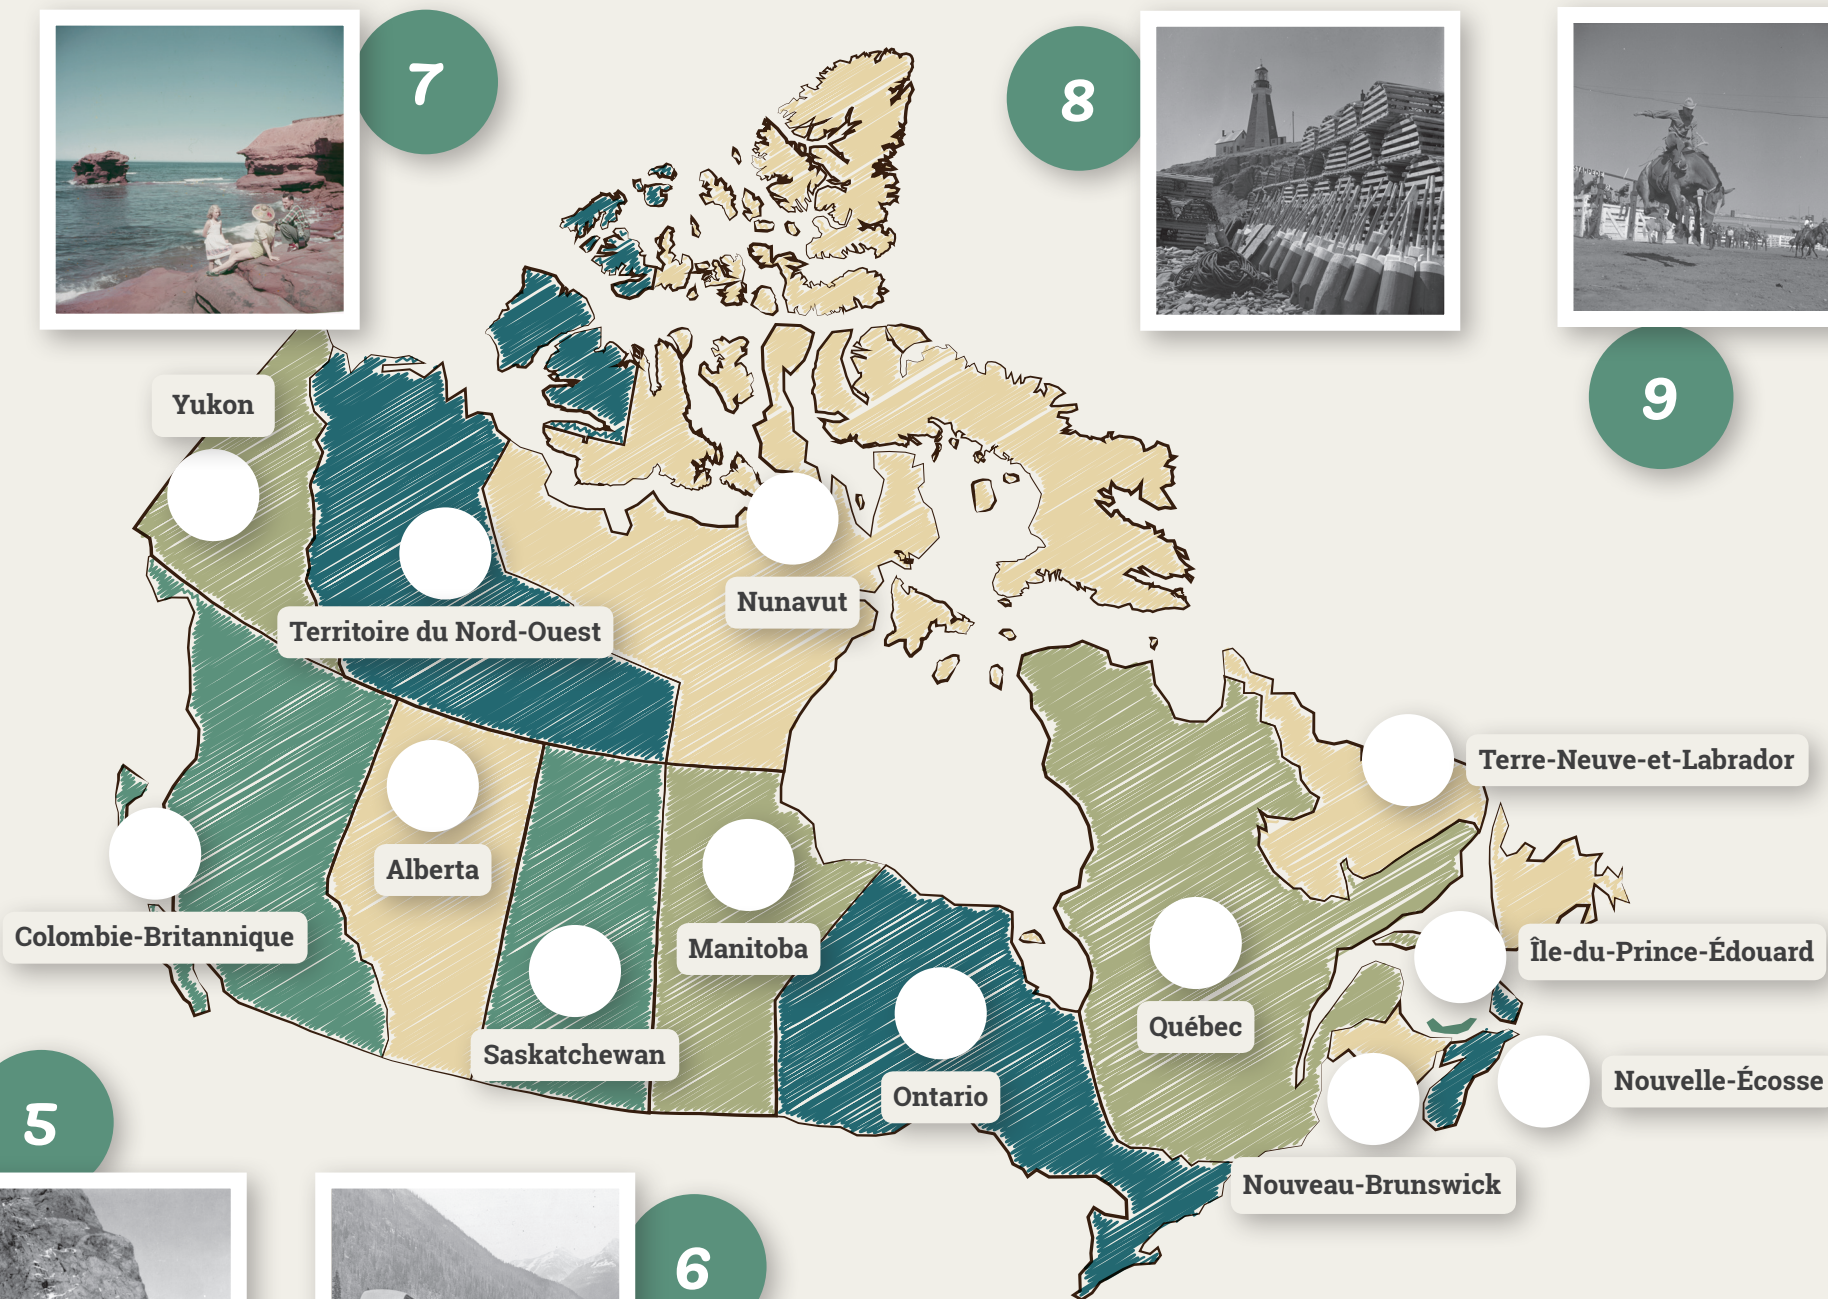 7
8
9
Yukon
Nunavut
Territoire du Nord-Ouest
Terre-Neuve-et-Labrador
Alberta
Colombie-Britannique
Manitoba
Île-du-Prince-Édouard
Québec
Saskatchewan
Ontario
Nouvelle-Écosse
5
Nouveau-Brunswick
6